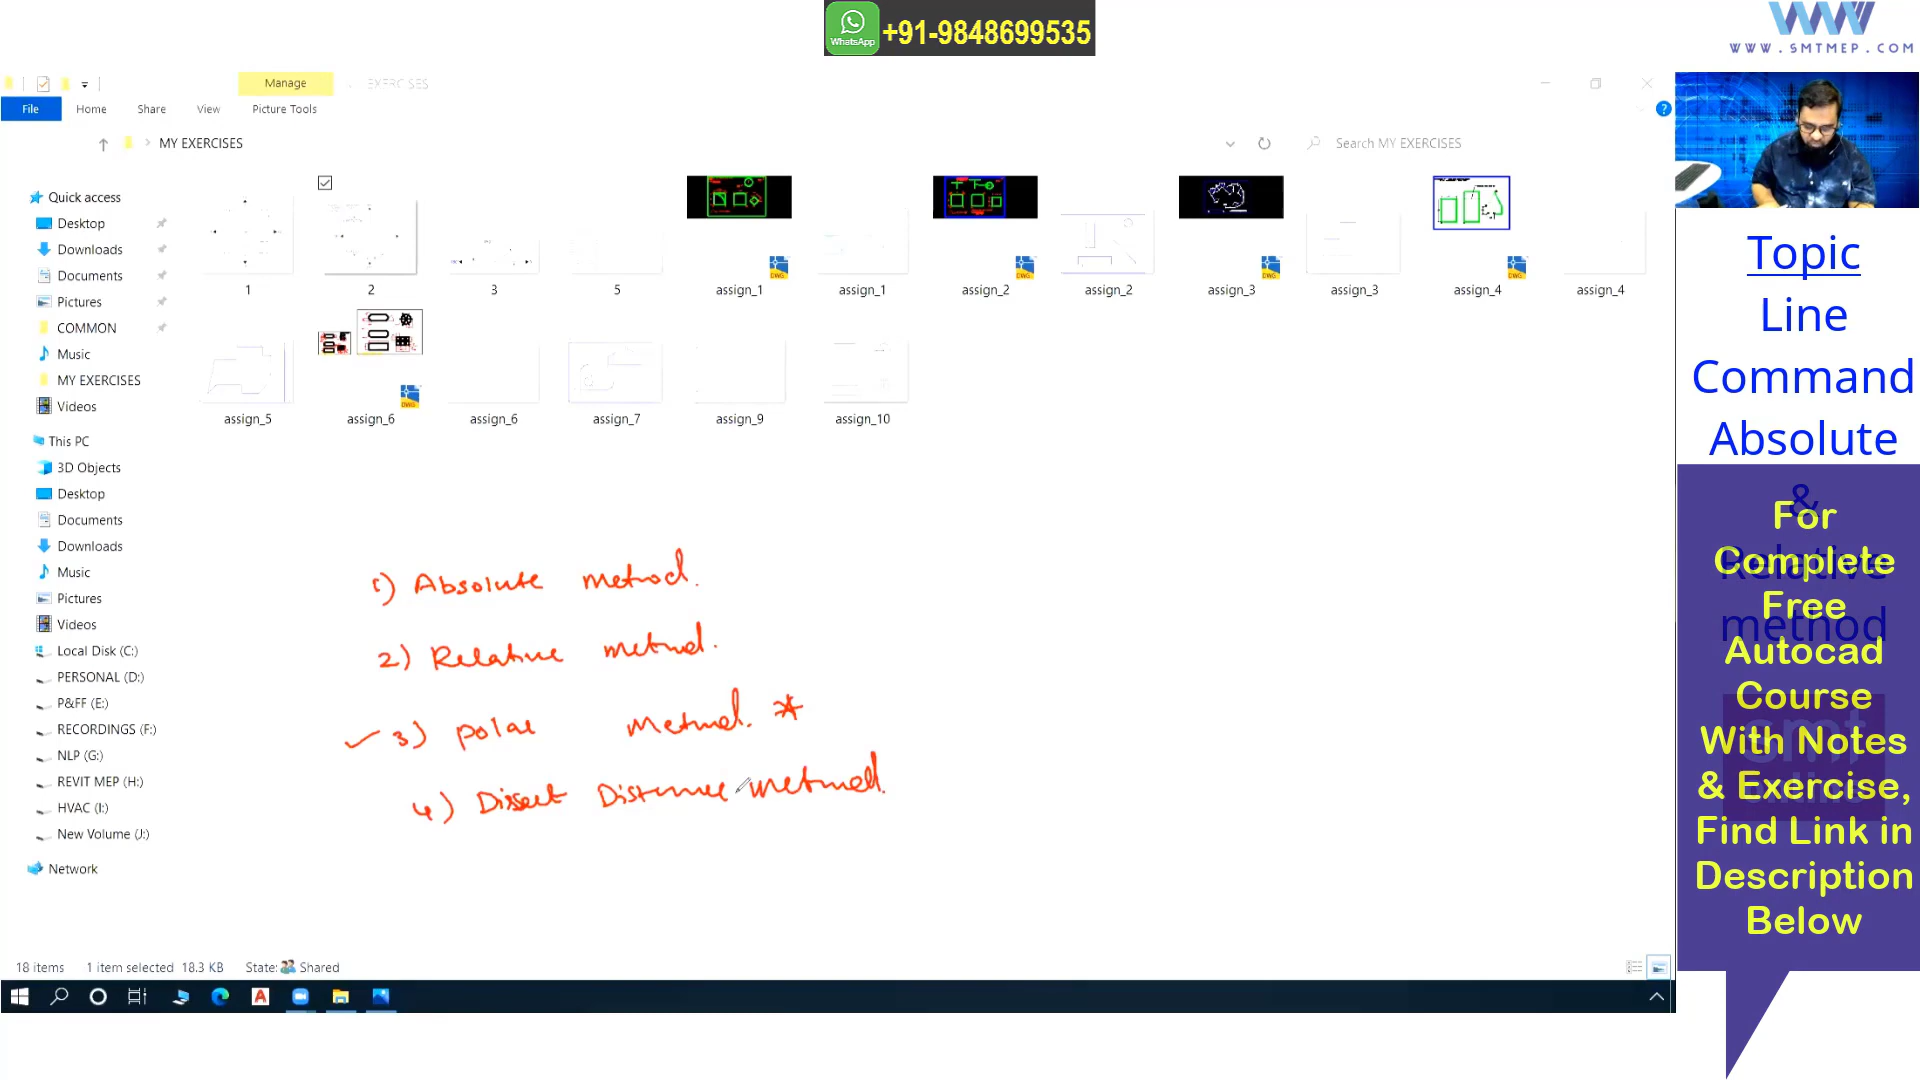 WhatsApp +91-9848699535
WWW.SMTMEP.COM
Manage EXERCISES
File Home Share View Picture Tools
MY EXERCISES
Search MY EXERCISES
Quick access
Desktop
Downloads
Documents
Pictures
COMMON
Music
MY EXERCISES
Videos
This PC
3D Objects
Desktop
Documents
Downloads
Music
Pictures
Videos
Local Disk (C:)
PERSONAL (D:)
P&FF (E:)
RECORDINGS (F:)
NLP (G:)
REVIT MEP (H:)
HVAC (I:)
New Volume (J:)
Network
1 2 3 5 assign_1 assign_1 assign_2 assign_2 assign_3 assign_3 assign_4 assign_4
assign_5 assign_6 assign_6 assign_7 assign_9 assign_10
1) Absolute method.
2) Relative method.
3) Polar method. *
4) Direct Distance method.
18 items 1 item selected 18.3 KB State: Shared
Topic
Line
Command
Absolute
&
Relative
method
For
Complete
Free
Autocad
Course
With Notes
& Exercise,
Find Link in
Description
Below